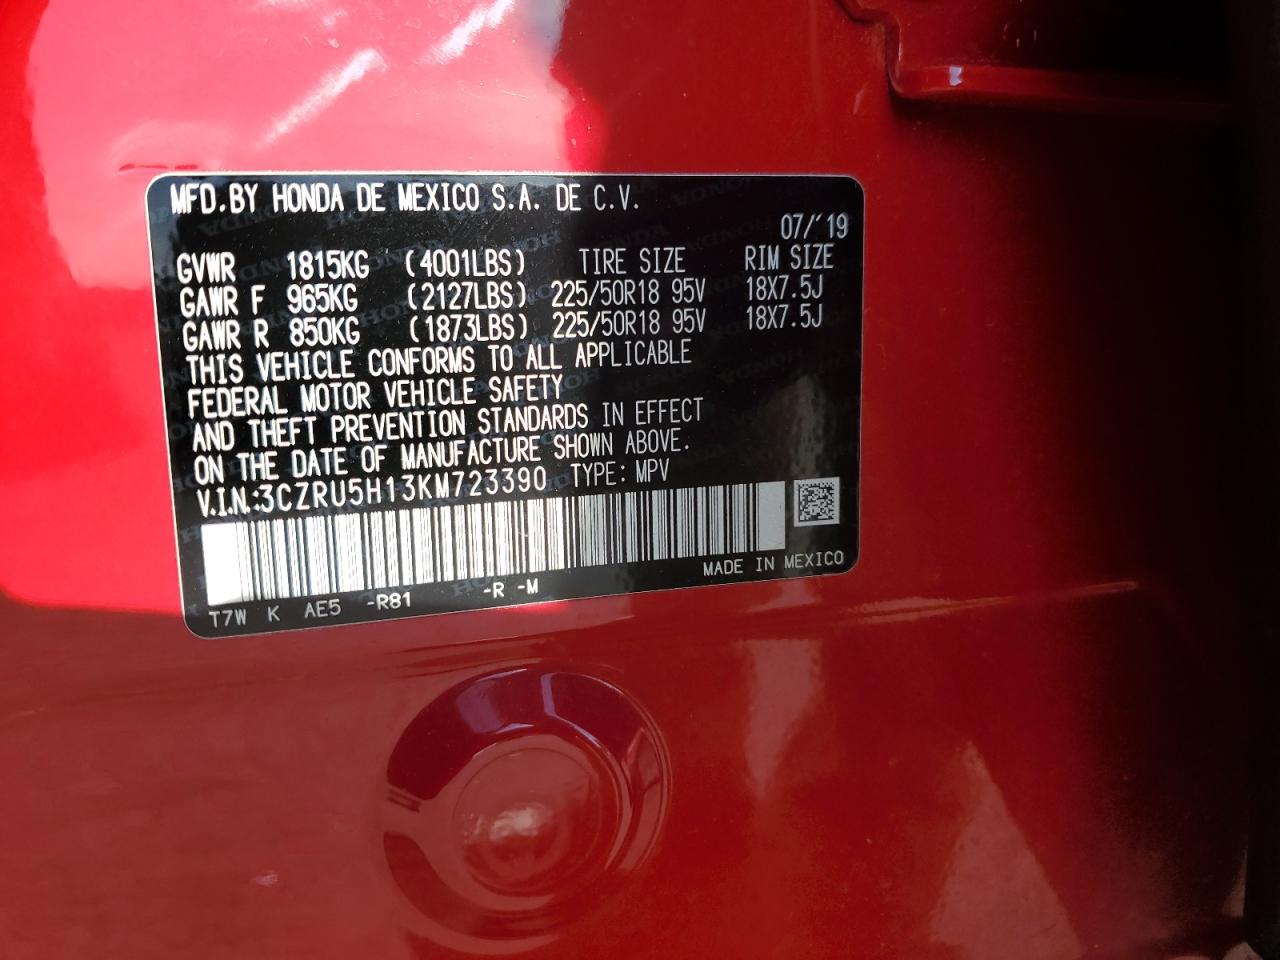 MFD.BY HONDA DE MEXICO S.A. DE C.V.
07/'19
GVWR 1815KG (4001LBS) TIRE SIZE RIM SIZE
GAWR F 965KG (2127LBS) 225/50R18 95V 18X7.5J
GAWR R 850KG (1873LBS) 225/50R18 95V 18X7.5J
THIS VEHICLE CONFORMS TO ALL APPLICABLE
FEDERAL MOTOR VEHICLE SAFETY
AND THEFT PREVENTION STANDARDS IN EFFECT
ON THE DATE OF MANUFACTURE SHOWN ABOVE.
V.I.N.:3CZRU5H13KM723390 TYPE: MPV
MADE IN MEXICO
T7W K AE5 -R81 -R -M